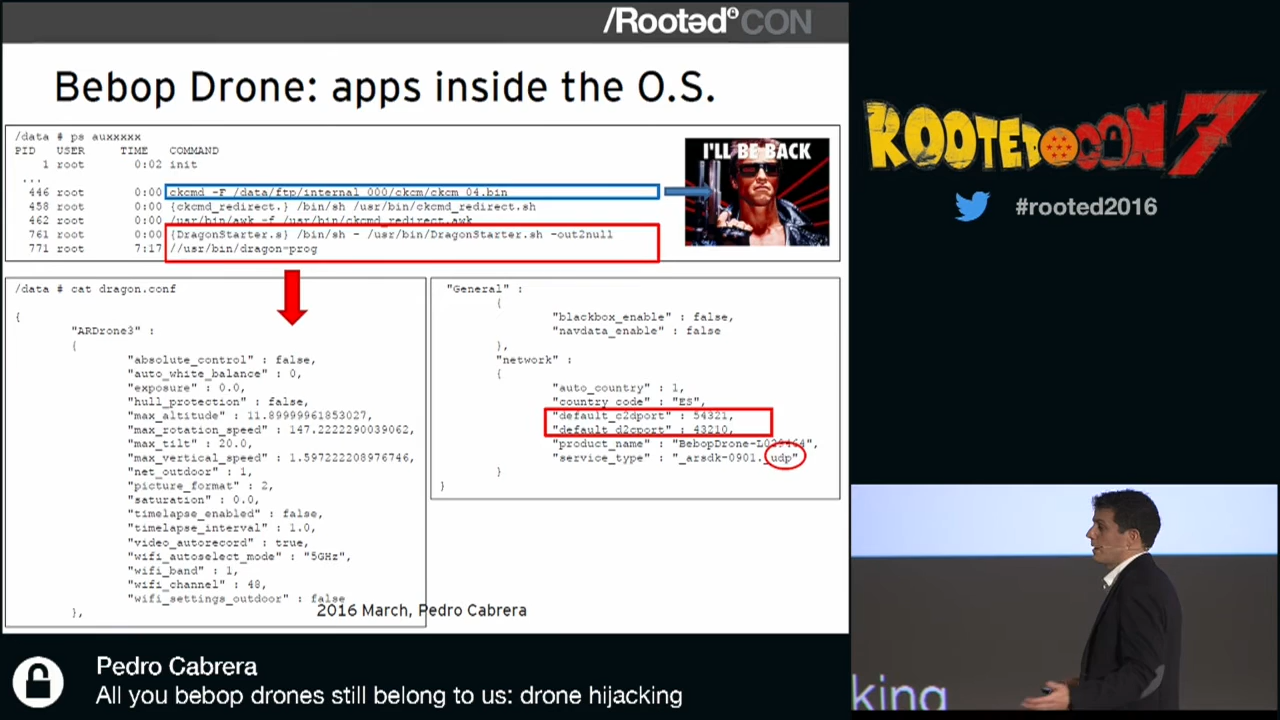 /Rooted CON
Bebop Drone: apps inside the O.S.
/data # ps auxxxxx
PID USER TIME COMMAND
1 root 0:02 init
...
446 root 0:00 ckcmd -F /data/ftp/internal_000/ckcm/ckcm_04.bin
458 root 0:00 {ckcmd_redirect.} /bin/sh /usr/bin/ckcmd_redirect.sh
462 root 0:00 /usr/bin/awk -f /usr/bin/ckcmd_redirect.awk
761 root 0:00 {DragonStarter.s} /bin/sh - /usr/bin/DragonStarter.sh -out2null
771 root 7:17 //usr/bin/dragon-prog
I'LL BE BACK
/data # cat dragon.conf
{
"ARDrone3" :
{
"absolute_control" : false,
"auto_white_balance" : 0,
"exposure" : 0.0,
"hull_protection" : false,
"max_altitude" : 11.89999961853027,
"max_rotation_speed" : 147.2222290039062,
"max_tilt" : 20.0,
"max_vertical_speed" : 1.597222208976746,
"net_outdoor" : 1,
"picture_format" : 2,
"saturation" : 0.0,
"timelapse_enabled" : false,
"timelapse_interval" : 1.0,
"video_autorecord" : true,
"wifi_autoselect_mode" : "5GHz",
"wifi_band" : 1,
"wifi_channel" : 48,
"wifi_settings_outdoor" : false
},
"General" :
{
"blackbox_enable" : false,
"navdata_enable" : false
},
"network" :
{
"auto_country" : 1,
"country_code" : "ES",
"default_c2dport" : 54321,
"default_d2cport" : 43210,
"product_name" :
"service_type" : "_arsdk-0901._udp"
}
}
2016 March, Pedro Cabrera
ROOTED CON 7
#rooted2016
king
Pedro Cabrera
All you bebop drones still belong to us: drone hijacking